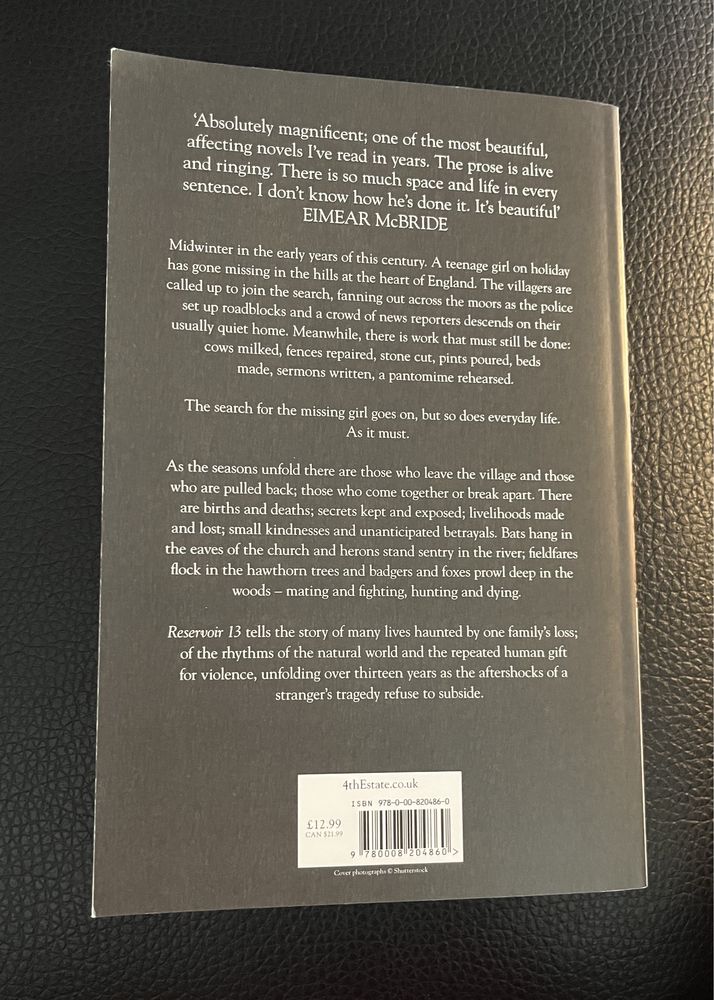 ‘Absolutely magnificent; one of the most beautiful,
affecting novels I’ve read in years. The prose is alive
and ringing. There is so much space and life in every
sentence. I don’t know how he’s done it. It’s beautiful’
EIMEAR McBRIDE
Midwinter in the early years of this century. A teenage girl on holiday
has gone missing in the hills at the heart of England. The villagers are
called up to join the search, fanning out across the moors as the police
set up roadblocks and a crowd of news reporters descends on their
usually quiet home. Meanwhile, there is work that must still be done:
cows milked, fences repaired, stone cut, pints poured, beds
made, sermons written, a pantomime rehearsed.
The search for the missing girl goes on, but so does everyday life.
As it must.
As the seasons unfold there are those who leave the village and those
who are pulled back; those who come together or break apart. There
are births and deaths; secrets kept and exposed; livelihoods made
and lost; small kindnesses and unanticipated betrayals. Bats hang in
the eaves of the church and herons stand sentry in the river; fieldfares
flock in the hawthorn trees and badgers and foxes prowl deep in the
woods – mating and fighting, hunting and dying.
Reservoir 13 tells the story of many lives haunted by one family’s loss;
of the rhythms of the natural world and the repeated human gift
for violence, unfolding over thirteen years as the aftershocks of a
stranger’s tragedy refuse to subside.
4thEstate.co.uk
ISBN 978-0-00-820486-0
£12.99
CAN $21.99
9 780008 204860 >
Cover photographs © Shutterstock